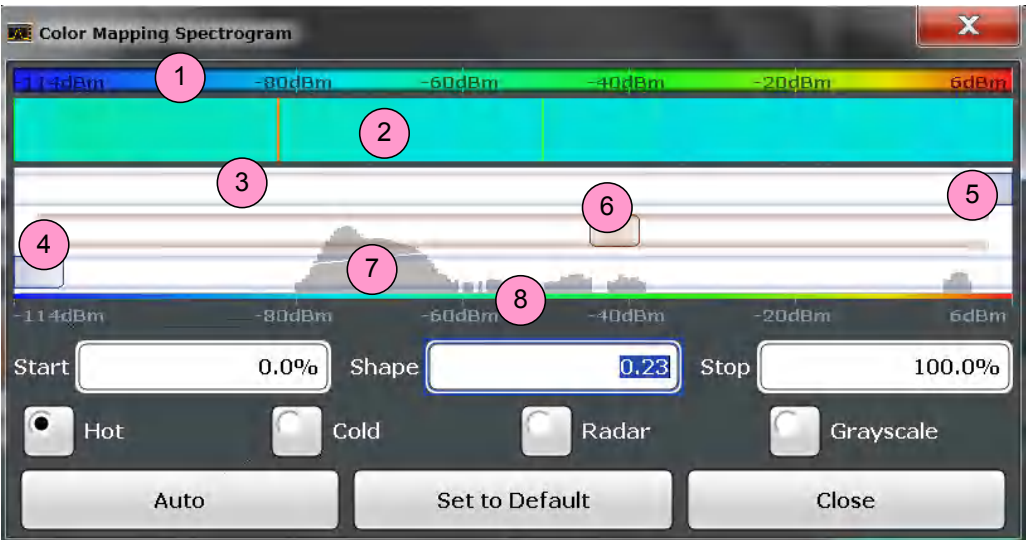 Color Mapping Spectrogram
X
-114dBm -80dBm -60dBm -40dBm -20dBm 6dBm
1
2
3
4
5
6
7
8
-114dBm -80dBm -60dBm -40dBm -20dBm 6dBm
Start 0.0% Shape 0.23 Stop 100.0%
Hot Cold Radar Grayscale
Auto Set to Default Close